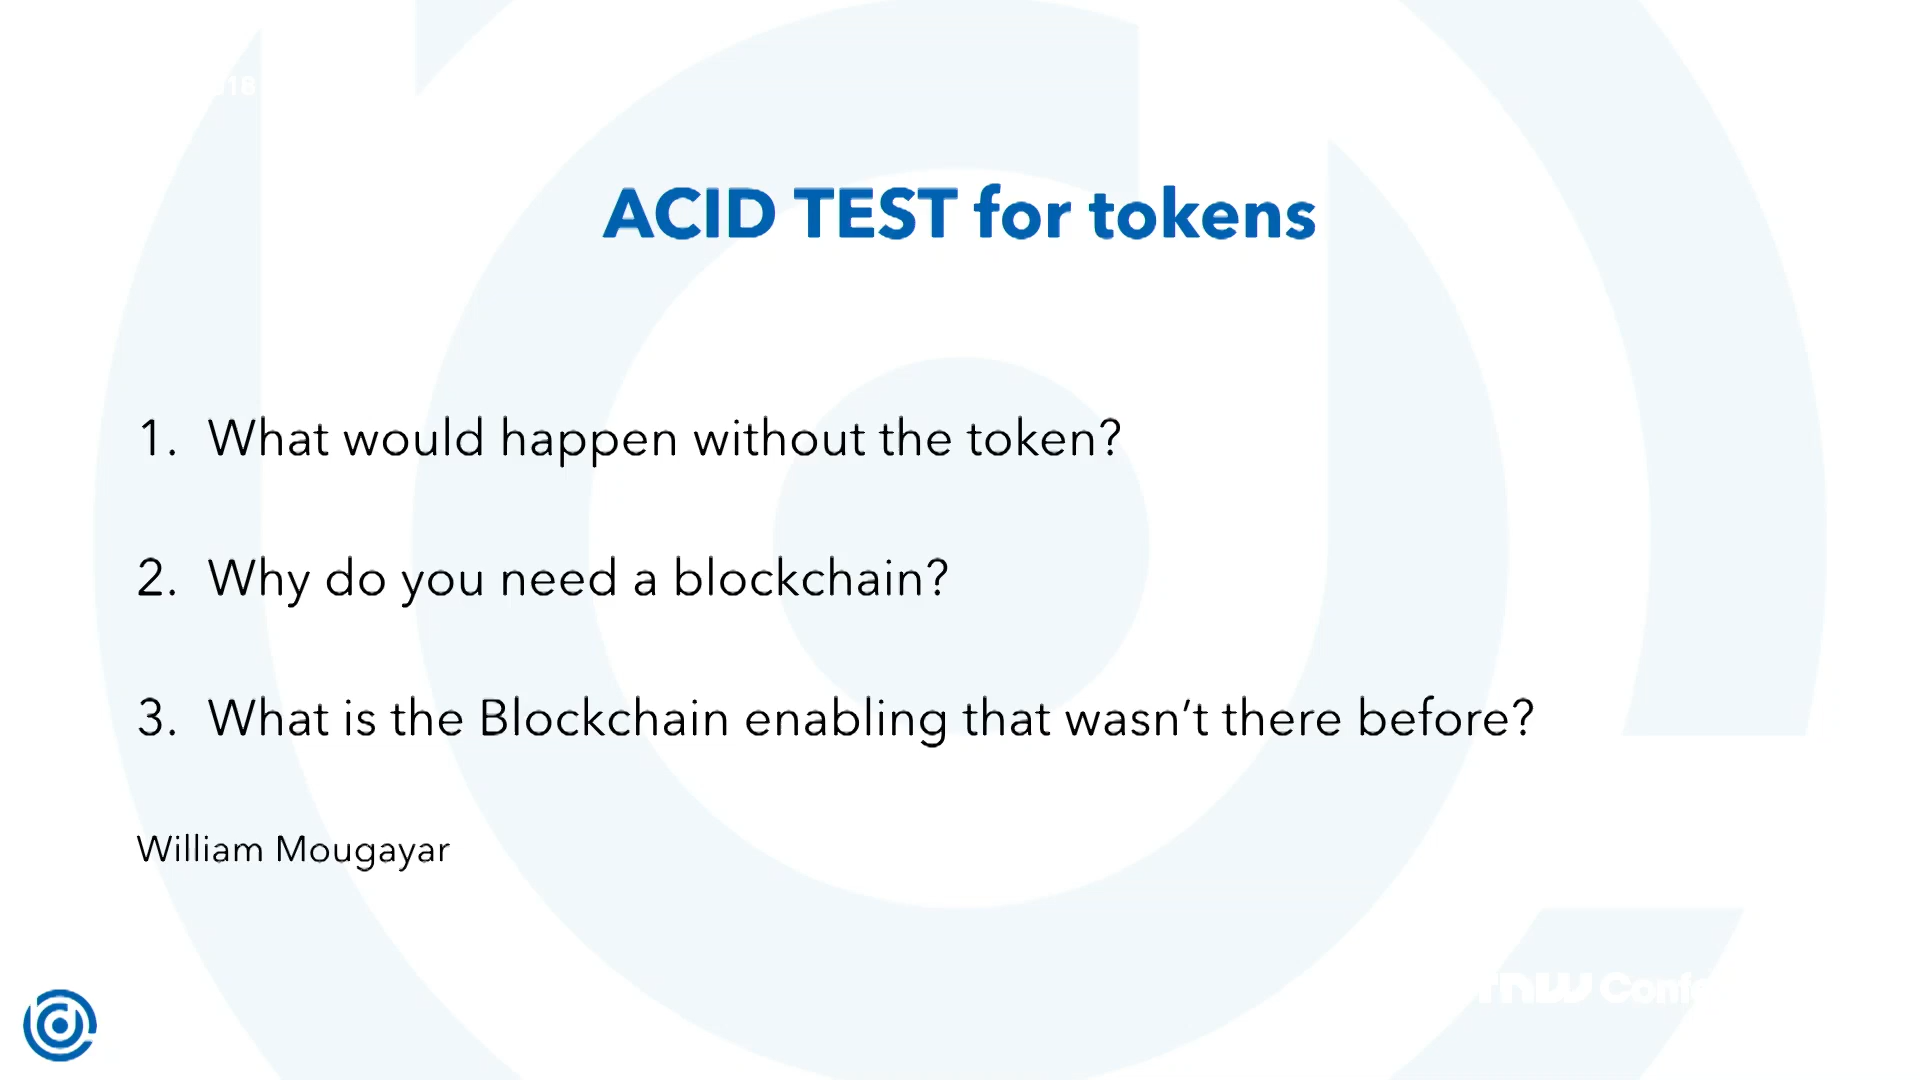 ACID TEST for tokens
1. What would happen without the token?
2. Why do you need a blockchain?
3. What is the Blockchain enabling that wasn’t there before?
William Mougayar